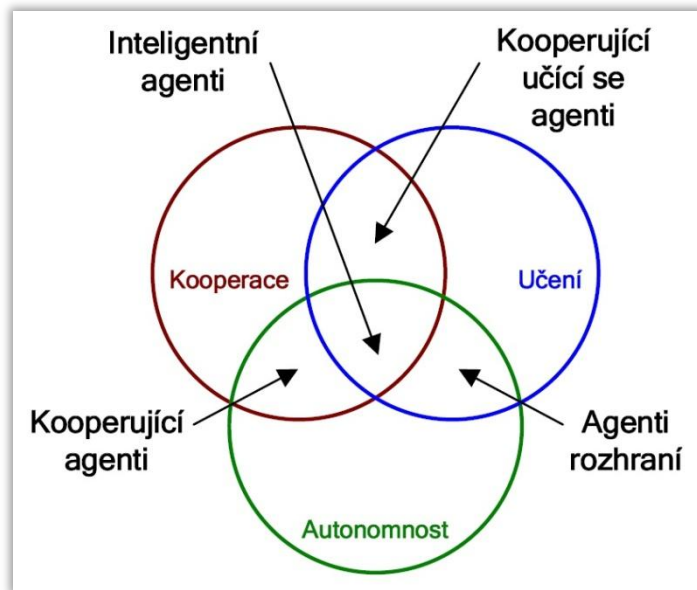 Inteligentní
agenti
Kooperující
učící se
agenti
Kooperace
Učení
Kooperující
agenti
Agenti
rozhraní
Autonomnost